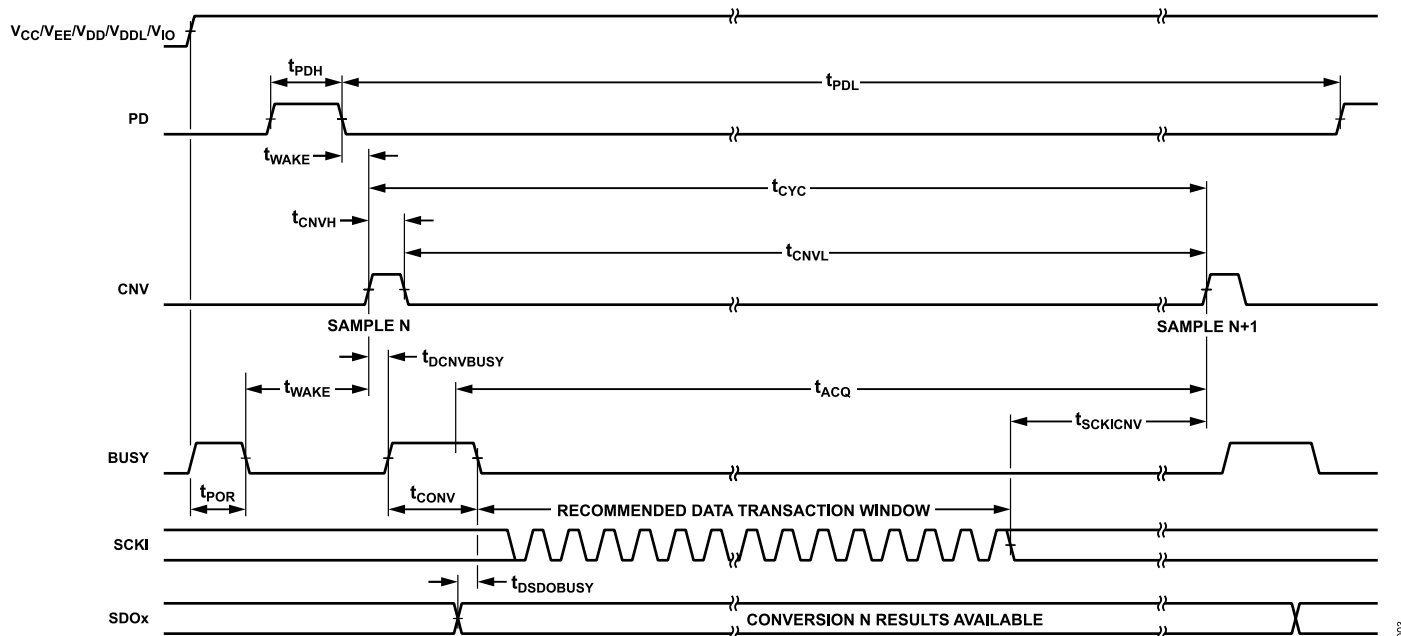 VCC/VEE/VDD/VDDL/VIO
tPDH
tPDL
PD
tWAKE
tCYC
tCNVH
tCNVL
CNV
SAMPLE N
SAMPLE N+1
tDCNVBUSY
tWAKE
tACQ
tSCKICNV
BUSY
tPOR
tCONV
RECOMMENDED DATA TRANSACTION WINDOW
SCKI
tDSDOBUSY
SDOx
CONVERSION N RESULTS AVAILABLE